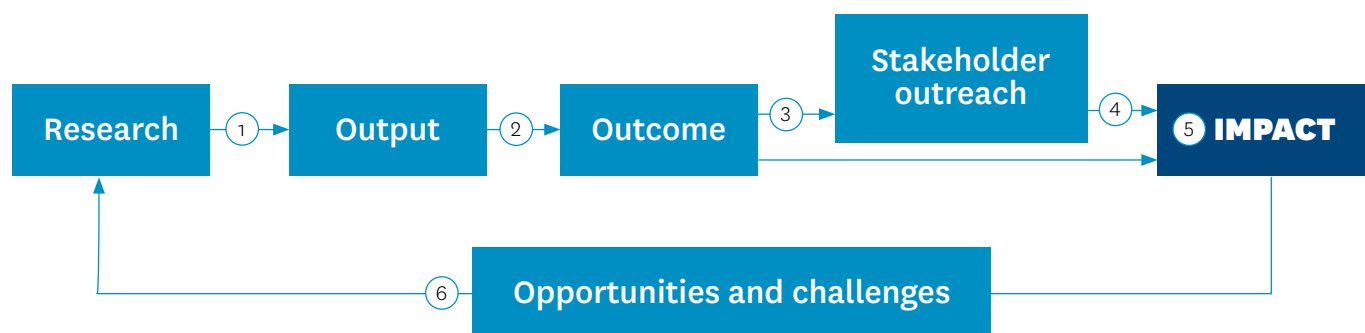 Research
1
Output
2
Outcome
3
Stakeholder
outreach
4
5
IMPACT
6
Opportunities and challenges